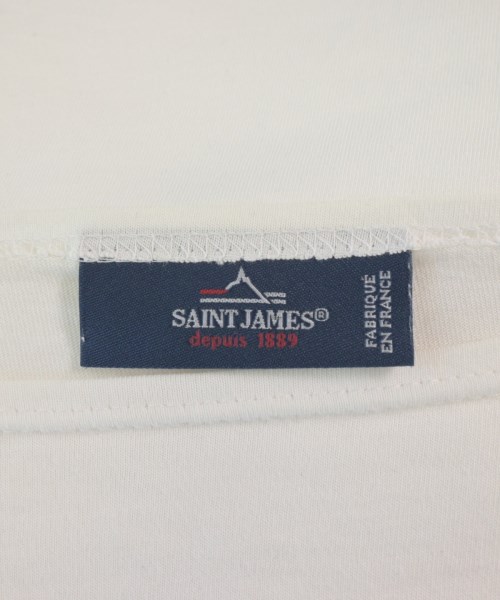 SAINT JAMES®
depuis 1889
FABRIQUÉ
EN FRANCE